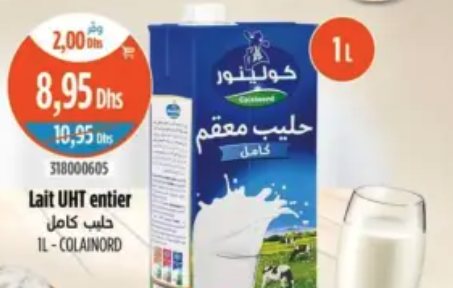 وفر
2,00 Dhs
8,95 Dhs
10,95 Dhs
318000605
Lait UHT entier
حليب كامل
1L - COLAINORD
كولينور
Colainord
حليب معقم
كامل
1L